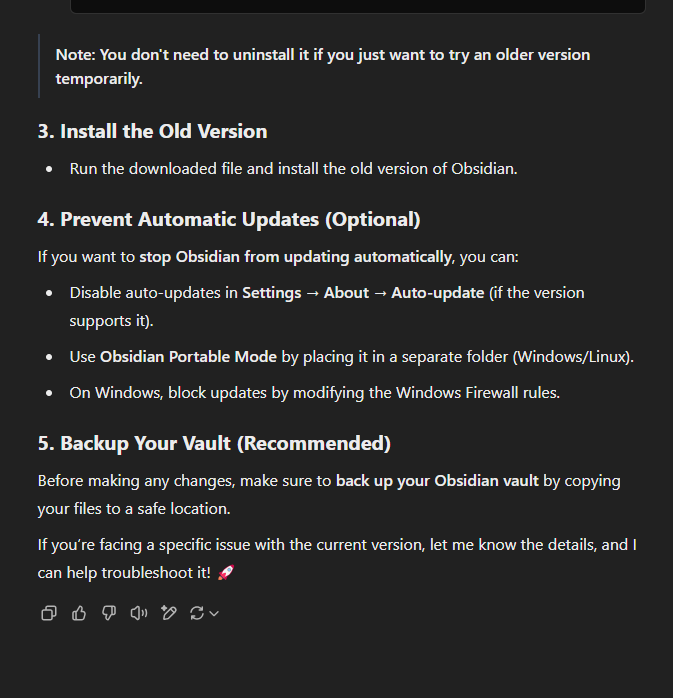 Note: You don't need to uninstall it if you just want to try an older version
temporarily.
3. Install the Old Version
• Run the downloaded file and install the old version of Obsidian.
4. Prevent Automatic Updates (Optional)
If you want to stop Obsidian from updating automatically, you can:
• Disable auto-updates in Settings → About → Auto-update (if the version
supports it).
• Use Obsidian Portable Mode by placing it in a separate folder (Windows/Linux).
• On Windows, block updates by modifying the Windows Firewall rules.
5. Backup Your Vault (Recommended)
Before making any changes, make sure to back up your Obsidian vault by copying
your files to a safe location.
If you’re facing a specific issue with the current version, let me know the details, and I
can help troubleshoot it! 🚀